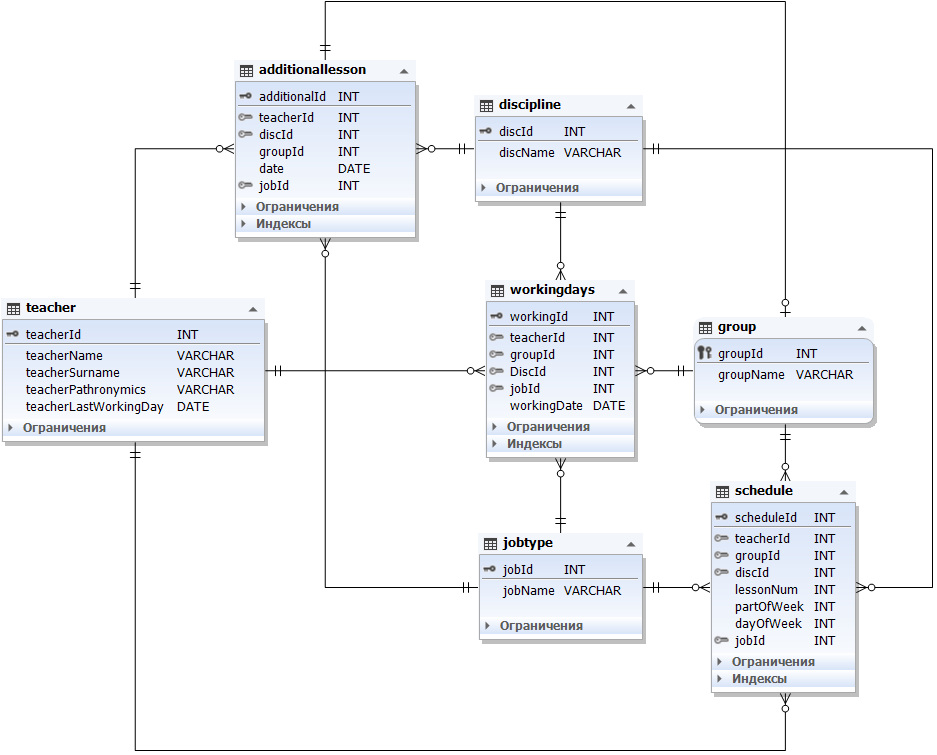 additionallesson
additionalId INT
teacherId INT
discId INT
groupId INT
date DATE
jobId INT
Ограничения
Индексы
discipline
discId INT
discName VARCHAR
Ограничения
teacher
teacherId INT
teacherName VARCHAR
teacherSurname VARCHAR
teacherPathronymics VARCHAR
teacherLastWorkingDay DATE
Ограничения
workingdays
workingId INT
teacherId INT
groupId INT
DiscId INT
jobId INT
workingDate DATE
Ограничения
Индексы
group
groupId INT
groupName VARCHAR
Ограничения
jobtype
jobId INT
jobName VARCHAR
Ограничения
schedule
scheduleId INT
teacherId INT
groupId INT
discId INT
lessonNum INT
partOfWeek INT
dayOfWeek INT
jobId INT
Ограничения
Индексы